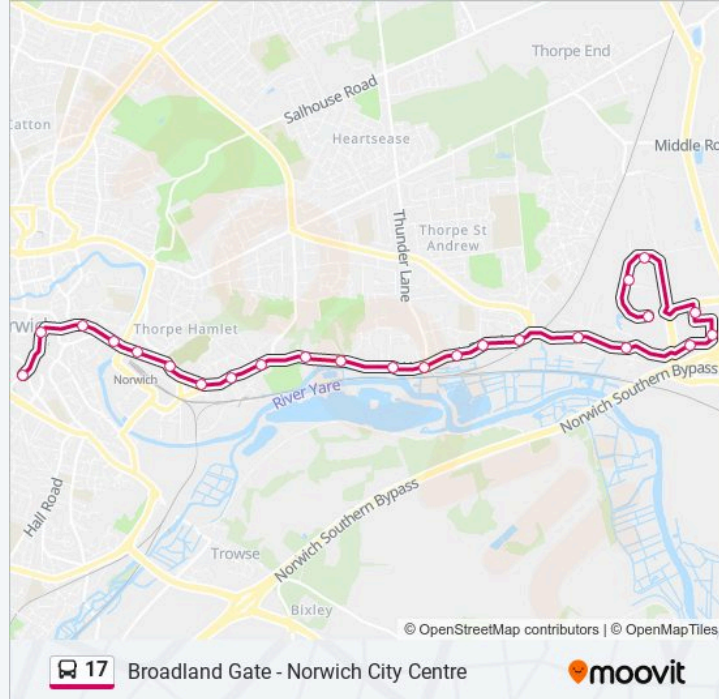 Thorpe End
Salhouse Road
Catton
Heartsease
Middle Ro
Thunder Lane
Thorpe St
Andrew
Thorpe Hamlet
rwich
Norwich
River Yare
Norwich Southern Bypass
Hall Road
Norwich Southern Bypass
Trowse
Bixley
© OpenStreetMap contributors | © OpenMapTiles
17 Broadland Gate - Norwich City Centre
moovit